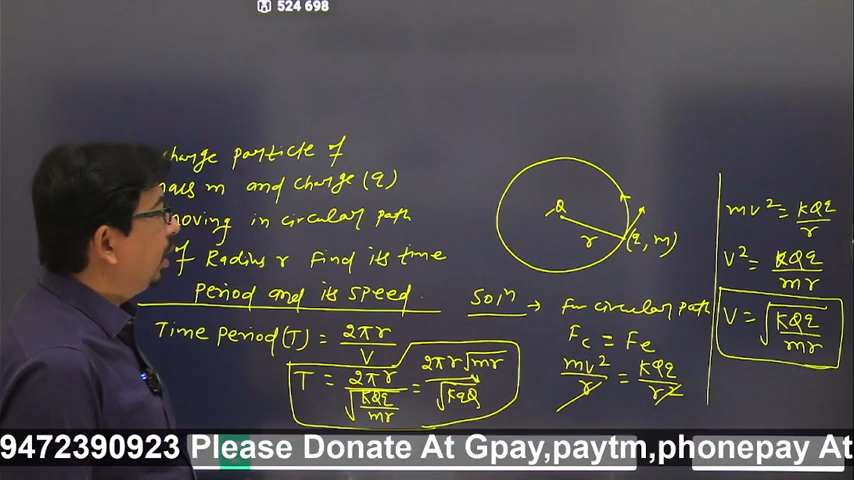 524 698
charge particle of
mass m and charge (q)
moving in circular path
of Radius r Find its time
period and its speed.
Time period (T) = 2πr / V
T = 2πr / √(KQq / mr) = 2πr √mr / √KqQ
-Q
r
(q, m)
Soln → for circular path
Fc = Fe
mv² / r = KQq / r²
mv² = KQq / r
V² = KQq / mr
V = √(KQq / mr)
9472390923 Please Donate At Gpay,paytm,phonepay At